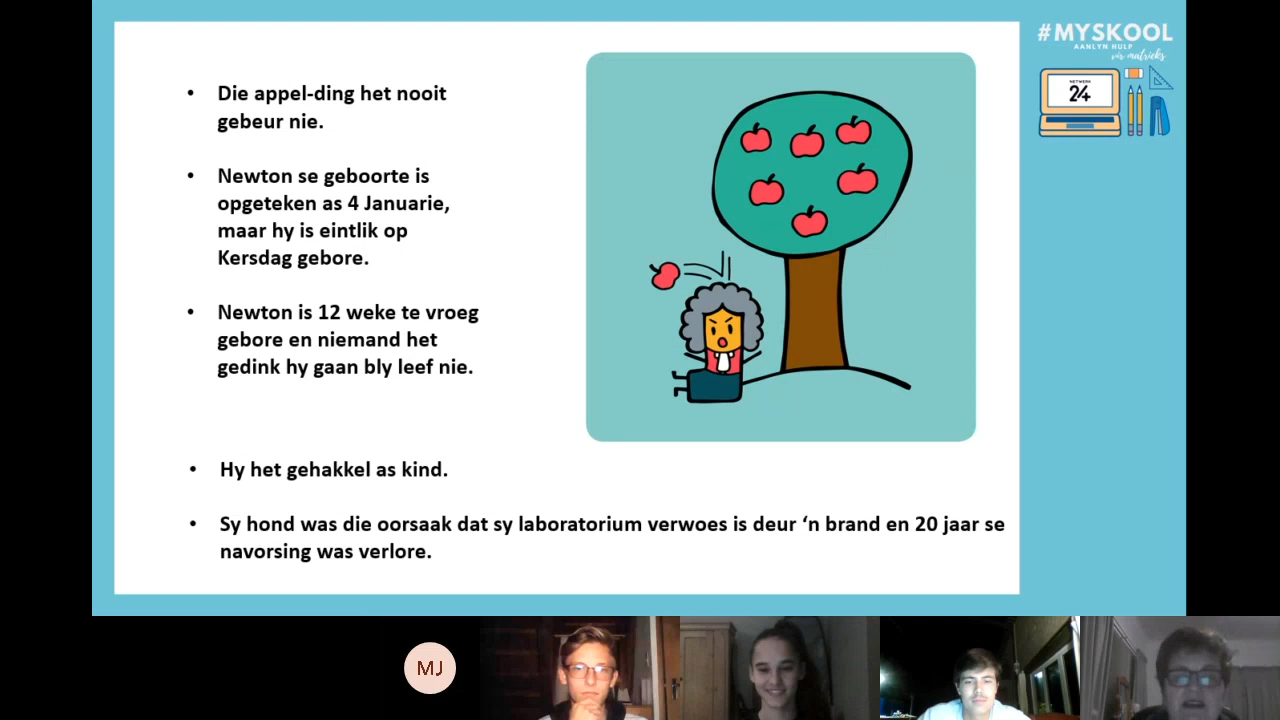 • Die appel-ding het nooit
gebeur nie.
• Newton se geboorte is
opgeteken as 4 Januarie,
maar hy is eintlik op
Kersdag gebore.
• Newton is 12 weke te vroeg
gebore en niemand het
gedink hy gaan bly leef nie.
• Hy het gehakkel as kind.
• Sy hond was die oorsaak dat sy laboratorium verwoes is deur ‘n brand en 20 jaar se
navorsing was verlore.
#MYSKOOL
AANLYN HULP
vir matrieks
NETWERK
24
MJ